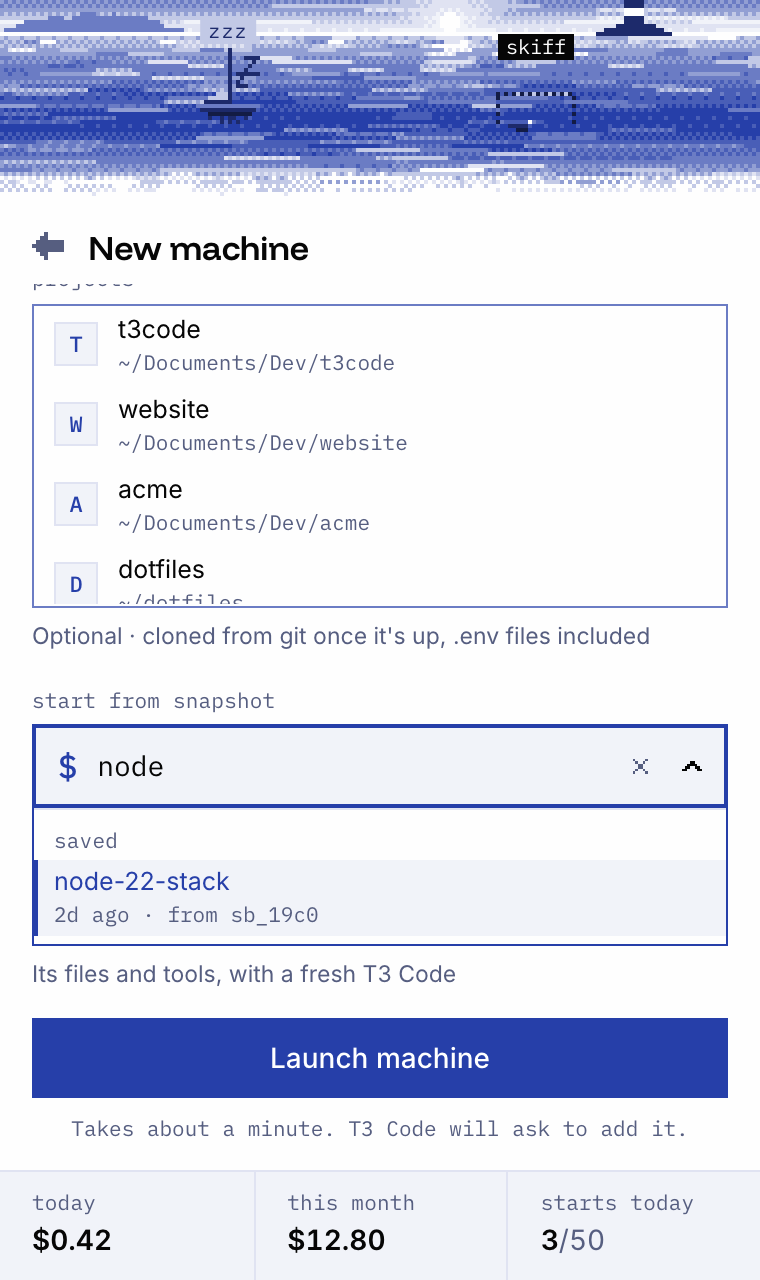 zzz
skiff
New machine
projects
T
t3code
~/Documents/Dev/t3code
W
website
~/Documents/Dev/website
A
acme
~/Documents/Dev/acme
D
dotfiles
~/dotfiles
Optional · cloned from git once it's up, .env files included
start from snapshot
$ node
saved
node-22-stack
2d ago · from sb_19c0
Its files and tools, with a fresh T3 Code
Launch machine
Takes about a minute. T3 Code will ask to add it.
today
$0.42
this month
$12.80
starts today
3/50